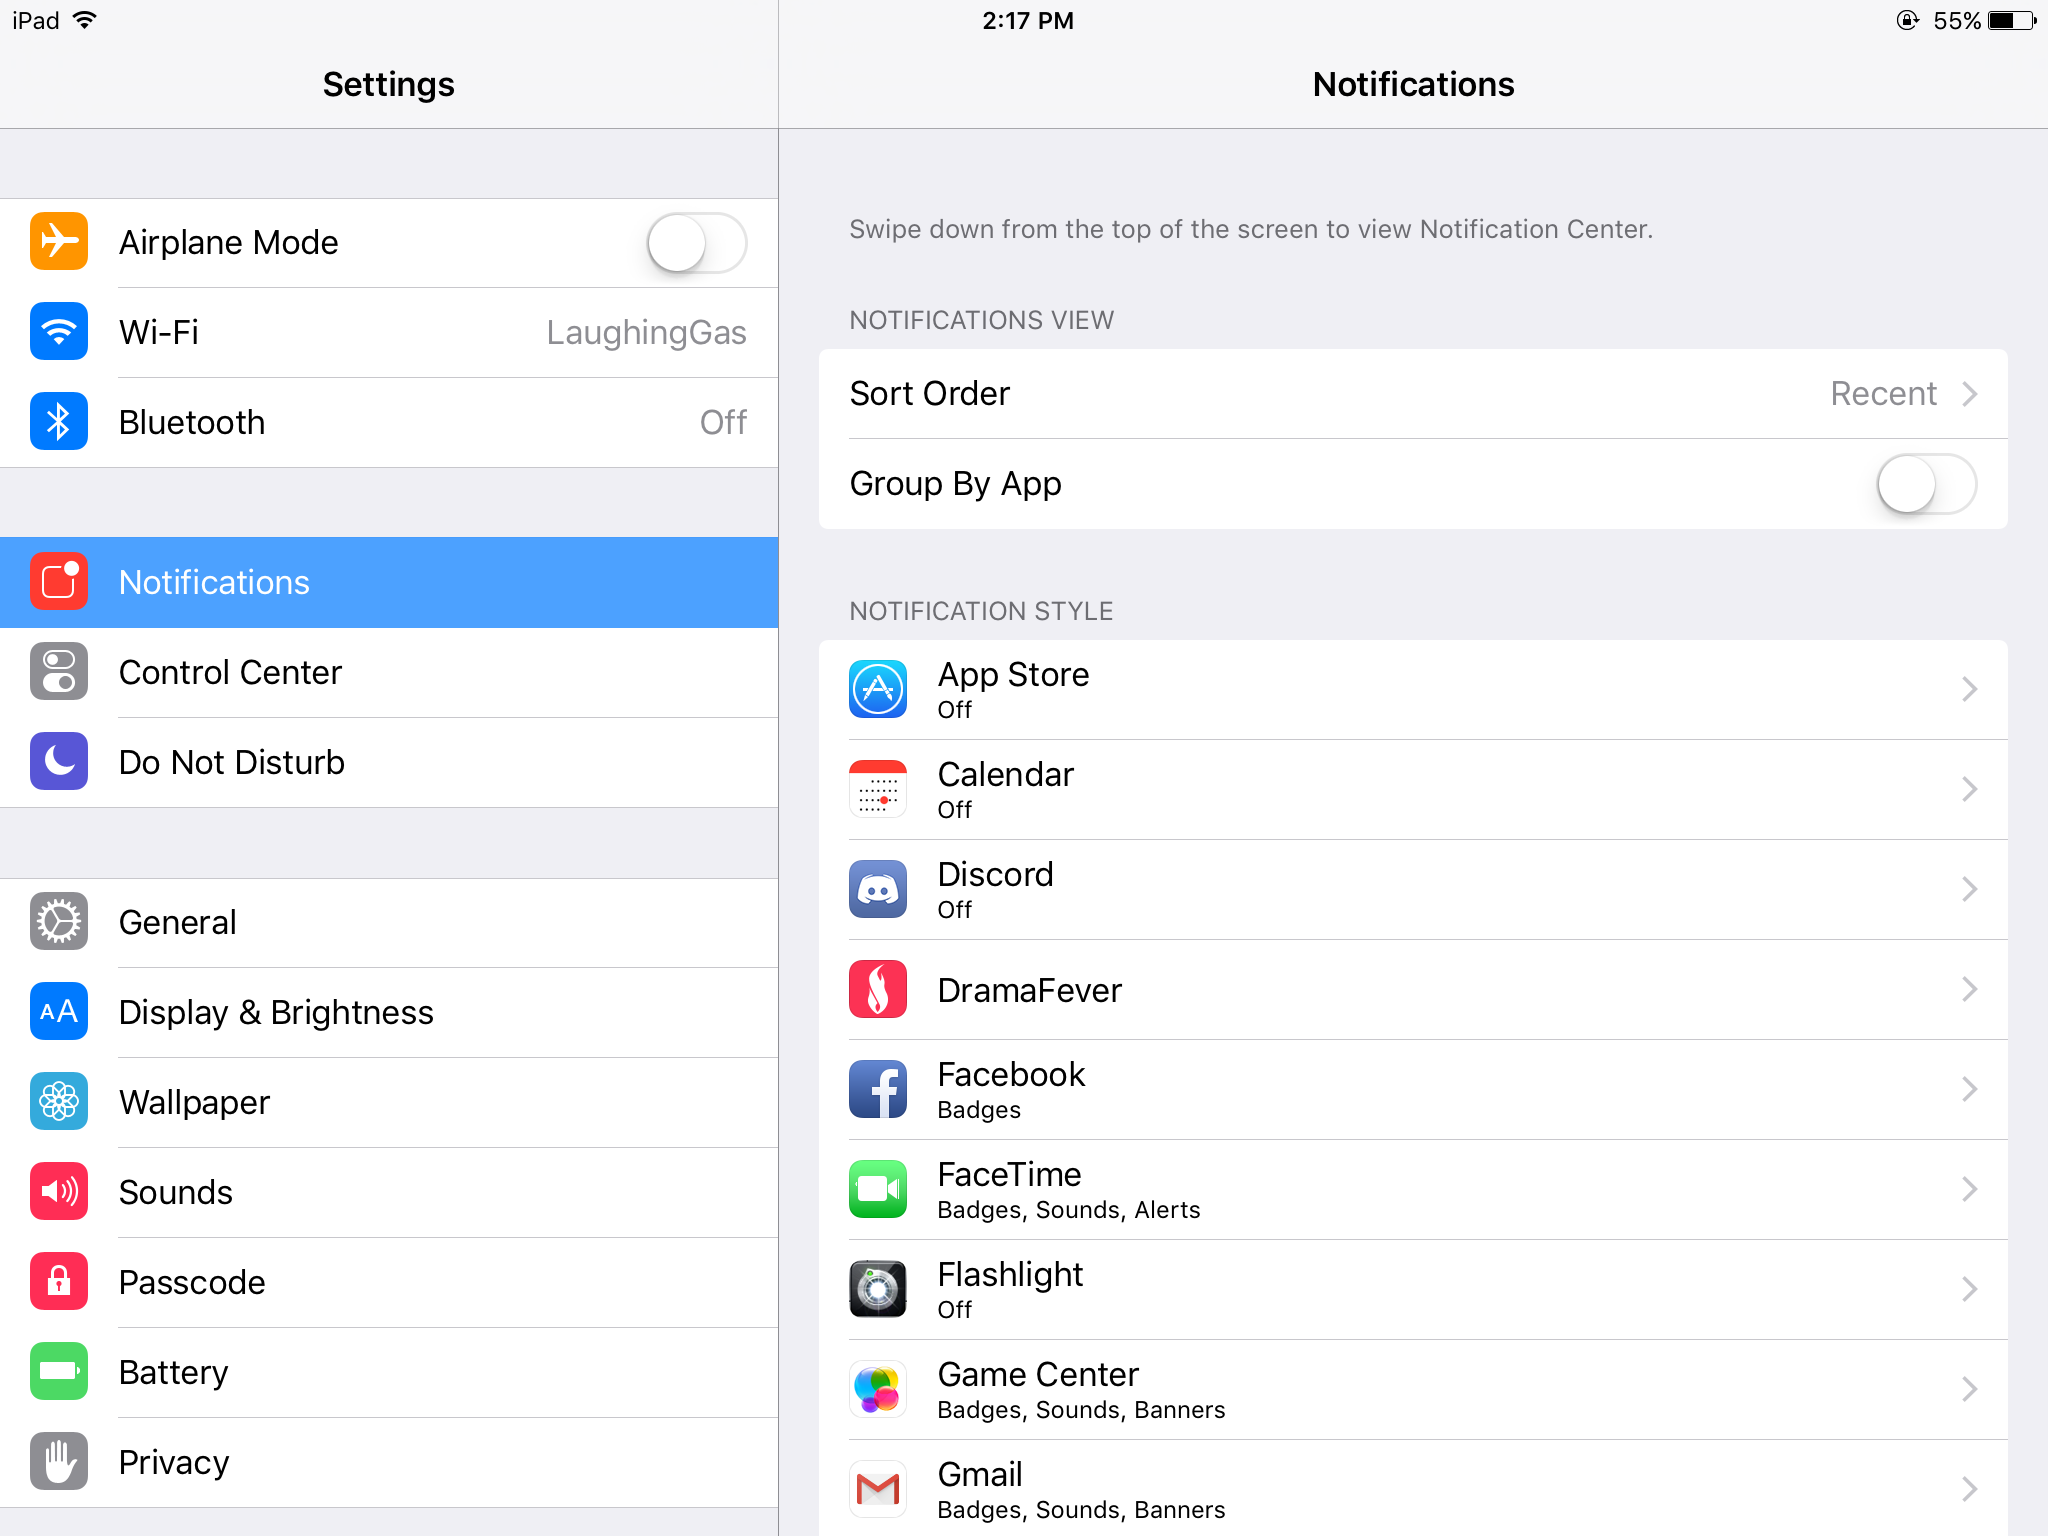 iPad
2:17 PM
55%
Settings
Airplane Mode
Wi-Fi
LaughingGas
Bluetooth
Off
Notifications
Control Center
Do Not Disturb
General
AA
Display & Brightness
Wallpaper
Sounds
Passcode
Battery
Privacy
Notifications
Swipe down from the top of the screen to view Notification Center.
NOTIFICATIONS VIEW
Sort Order
Recent
Group By App
NOTIFICATION STYLE
App Store
Off
Calendar
Off
Discord
Off
DramaFever
Facebook
Badges
FaceTime
Badges, Sounds, Alerts
Flashlight
Off
Game Center
Badges, Sounds, Banners
Gmail
Badges, Sounds, Banners